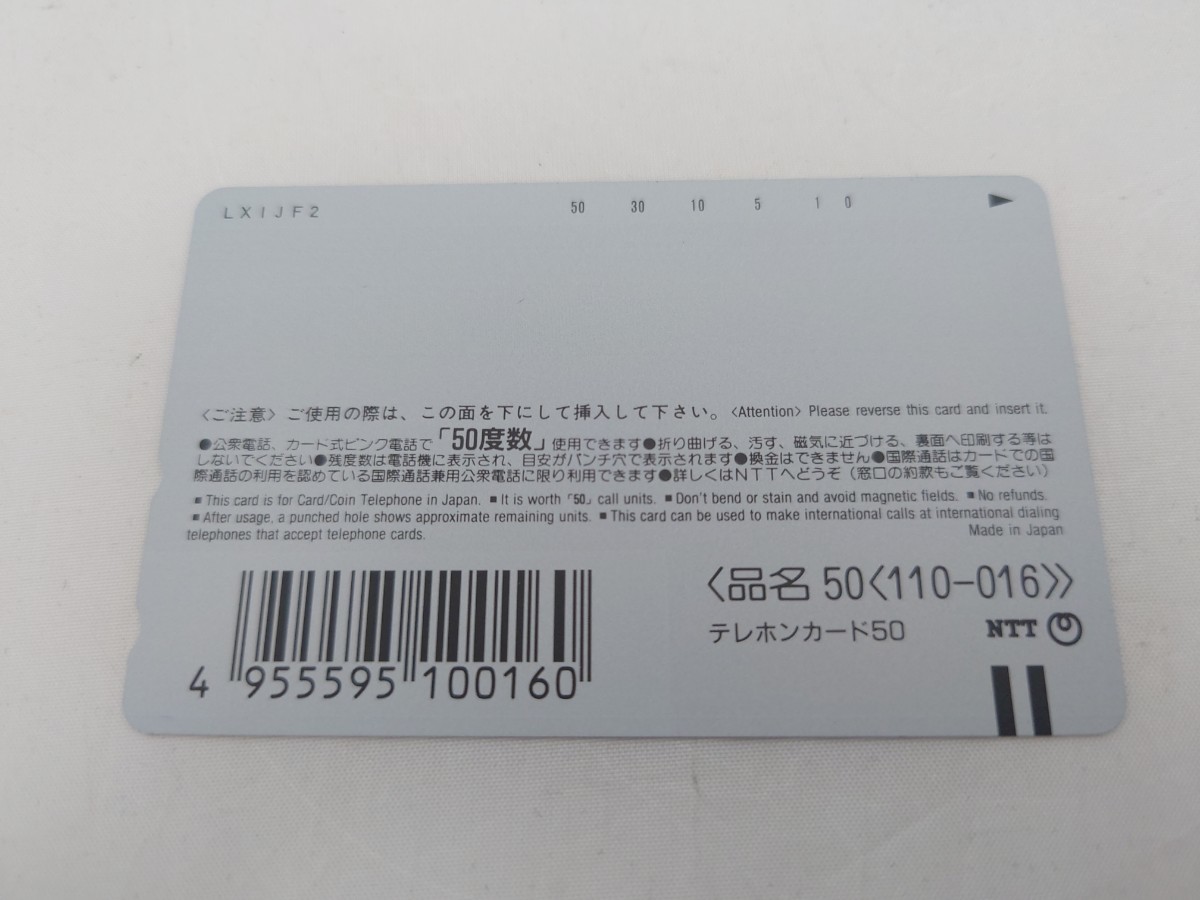 LXIJF2 50 30 10 5 1 0
〈ご注意〉ご使用の際は、この面を下にして挿入して下さい。〈Attention〉Please reverse this card and insert it.
●公衆電話、カード式ピンク電話で「50度数」使用できます●折り曲げる、汚す、磁気に近づける、裏面へ印刷する等は
しないでください●残度数は電話機に表示され、目安がパンチ穴で表示されます●換金はできません●国際通話はカードでの国
際通話の利用を認めている国際通話兼用公衆電話に限り利用できます●詳しくはNTTへどうぞ（窓口の約款もご覧ください）
■This card is for Card/Coin Telephone in Japan. ■It is worth「50」call units. ■Don't bend or stain and avoid magnetic fields. ■No refunds.
■After usage, a punched hole shows approximate remaining units. ■This card can be used to make international calls at international dialing
telephones that accept telephone cards. Made in Japan
〈品名 50〈110-016〉〉
テレホンカード50 NTT
4 955595 100160